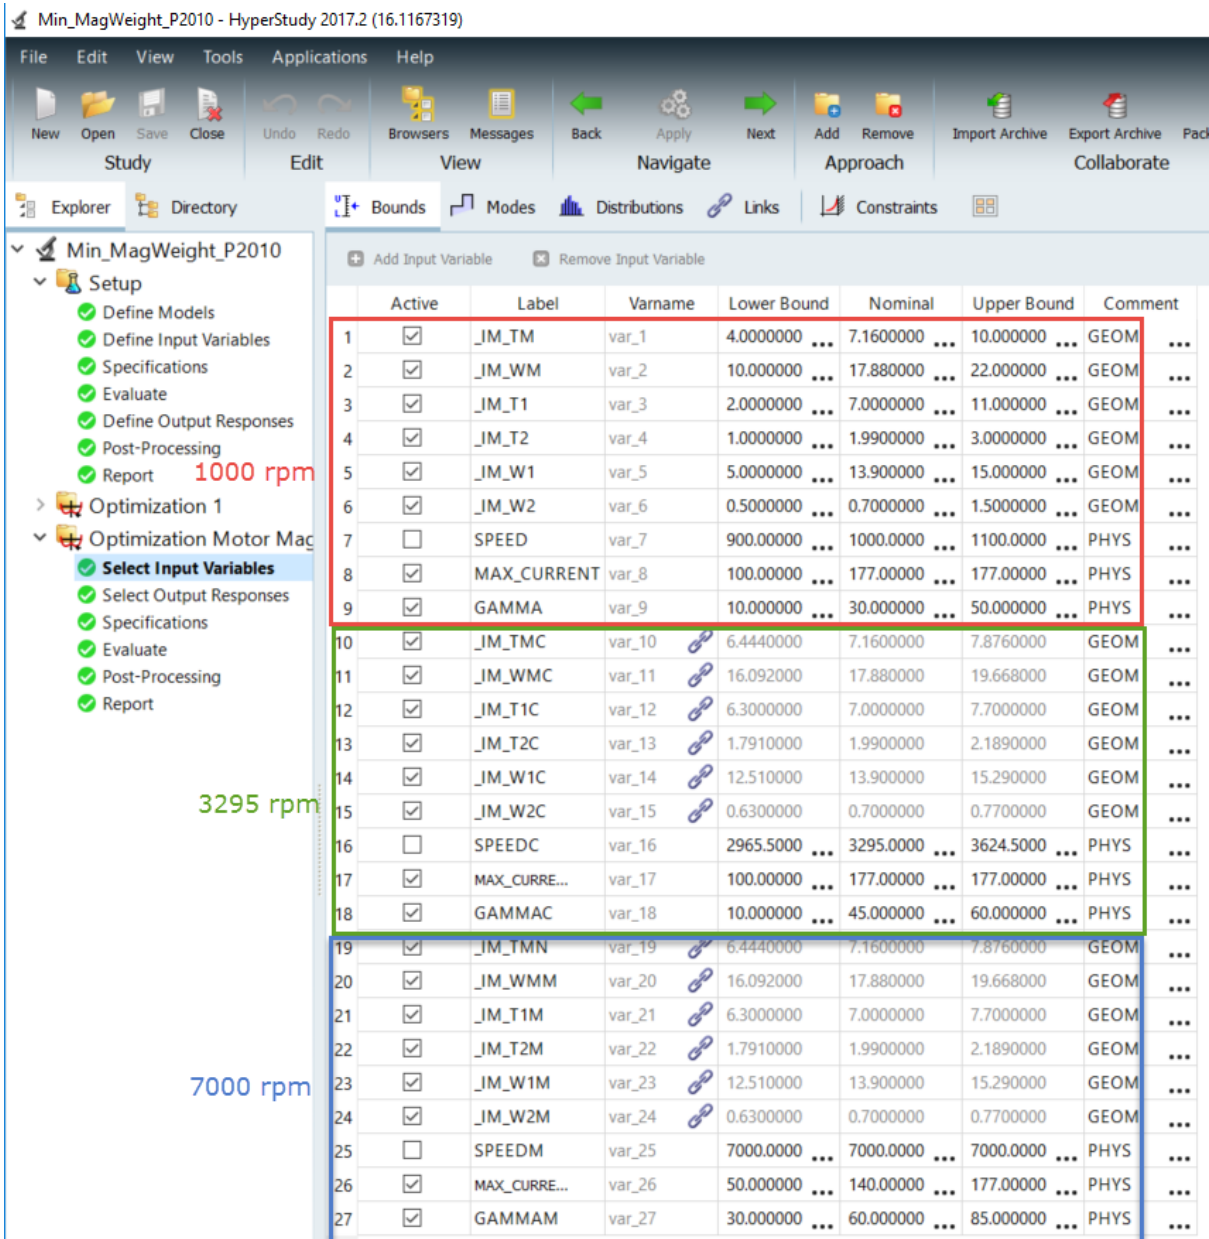 Min_MagWeight_P2010 - HyperStudy 2017.2 (16.1167319)
File Edit View Tools Applications Help
New Open Save Close Undo Redo Browsers Messages Back Apply Next Add Remove Import Archive Export Archive Pack
Study Edit View Navigate Approach Collaborate
Explorer Directory Bounds Modes Distributions Links Constraints
Add Input Variable Remove Input Variable
Min_MagWeight_P2010
Setup
Define Models
Define Input Variables
Specifications
Evaluate
Define Output Responses
Post-Processing
Report
Optimization 1
Optimization Motor Mag
Select Input Variables
Select Output Responses
Specifications
Evaluate
Post-Processing
Report
1000 rpm
3295 rpm
7000 rpm
Active Label Varname Lower Bound Nominal Upper Bound Comment
1 _IM_TM var_1 4.0000000 ... 7.1600000 ... 10.000000 ... GEOM ...
2 _IM_WM var_2 10.000000 ... 17.880000 ... 22.000000 ... GEOM ...
3 _IM_T1 var_3 2.0000000 ... 7.0000000 ... 11.000000 ... GEOM ...
4 _IM_T2 var_4 1.0000000 ... 1.9900000 ... 3.0000000 ... GEOM ...
5 _IM_W1 var_5 5.0000000 ... 13.900000 ... 15.000000 ... GEOM ...
6 _IM_W2 var_6 0.5000000 ... 0.7000000 ... 1.5000000 ... GEOM ...
7 SPEED var_7 900.00000 ... 1000.0000 ... 1100.0000 ... PHYS ...
8 MAX_CURRENT var_8 100.00000 ... 177.00000 ... 177.00000 ... PHYS ...
9 GAMMA var_9 10.000000 ... 30.000000 ... 50.000000 ... PHYS ...
10 _IM_TMC var_10 6.4440000 7.1600000 7.8760000 GEOM ...
11 _IM_WMC var_11 16.092000 17.880000 19.668000 GEOM ...
12 _IM_T1C var_12 6.3000000 7.0000000 7.7000000 GEOM ...
13 _IM_T2C var_13 1.7910000 1.9900000 2.1890000 GEOM ...
14 _IM_W1C var_14 12.510000 13.900000 15.290000 GEOM ...
15 _IM_W2C var_15 0.6300000 0.7000000 0.7700000 GEOM ...
16 SPEEDC var_16 2965.5000 ... 3295.0000 ... 3624.5000 ... PHYS ...
17 MAX_CURRE... var_17 100.00000 ... 177.00000 ... 177.00000 ... PHYS ...
18 GAMMAC var_18 10.000000 ... 45.000000 ... 60.000000 ... PHYS ...
19 _IM_TMN var_19 6.4440000 7.1600000 7.8760000 GEOM ...
20 _IM_WMM var_20 16.092000 17.880000 19.668000 GEOM ...
21 _IM_T1M var_21 6.3000000 7.0000000 7.7000000 GEOM ...
22 _IM_T2M var_22 1.7910000 1.9900000 2.1890000 GEOM ...
23 _IM_W1M var_23 12.510000 13.900000 15.290000 GEOM ...
24 _IM_W2M var_24 0.6300000 0.7000000 0.7700000 GEOM ...
25 SPEEDM var_25 7000.0000 ... 7000.0000 ... 7000.0000 ... PHYS ...
26 MAX_CURRE... var_26 50.000000 ... 140.00000 ... 177.00000 ... PHYS ...
27 GAMMAM var_27 30.000000 ... 60.000000 ... 85.000000 ... PHYS ...